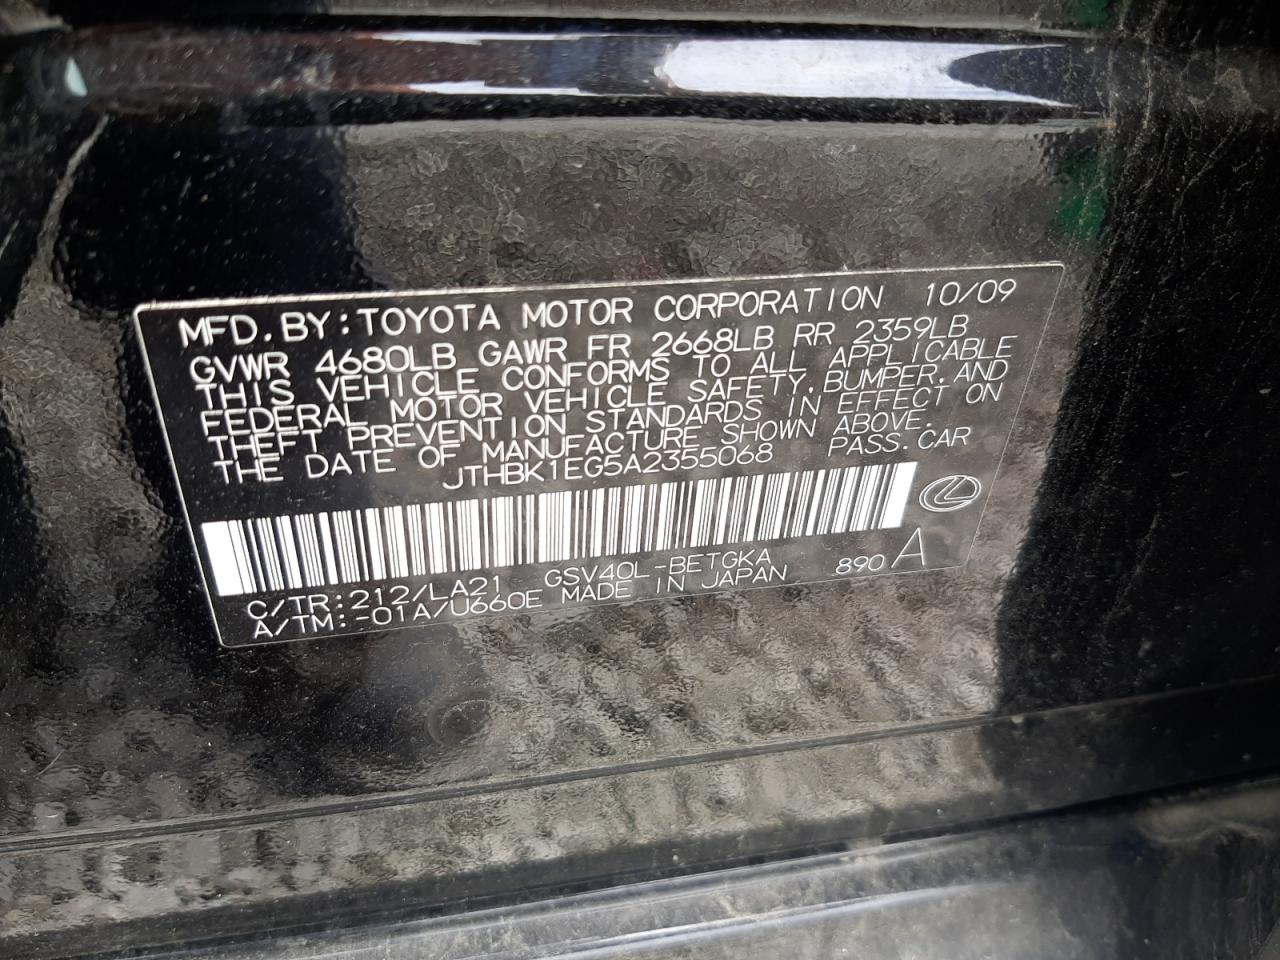 MFD.BY:TOYOTA MOTOR CORPORATION 10/09
GVWR 4680LB GAWR FR 2668LB RR 2359LB
THIS VEHICLE CONFORMS TO ALL APPLICABLE
FEDERAL MOTOR VEHICLE SAFETY,BUMPER,AND
THEFT PREVENTION STANDARDS IN EFFECT ON
THE DATE OF MANUFACTURE SHOWN ABOVE.
JTHBK1EG5A2355068 PASS.CAR
C/TR:212/LA21 GSV40L-BETGKA 890A
A/TM:-01A/U660E MADE IN JAPAN